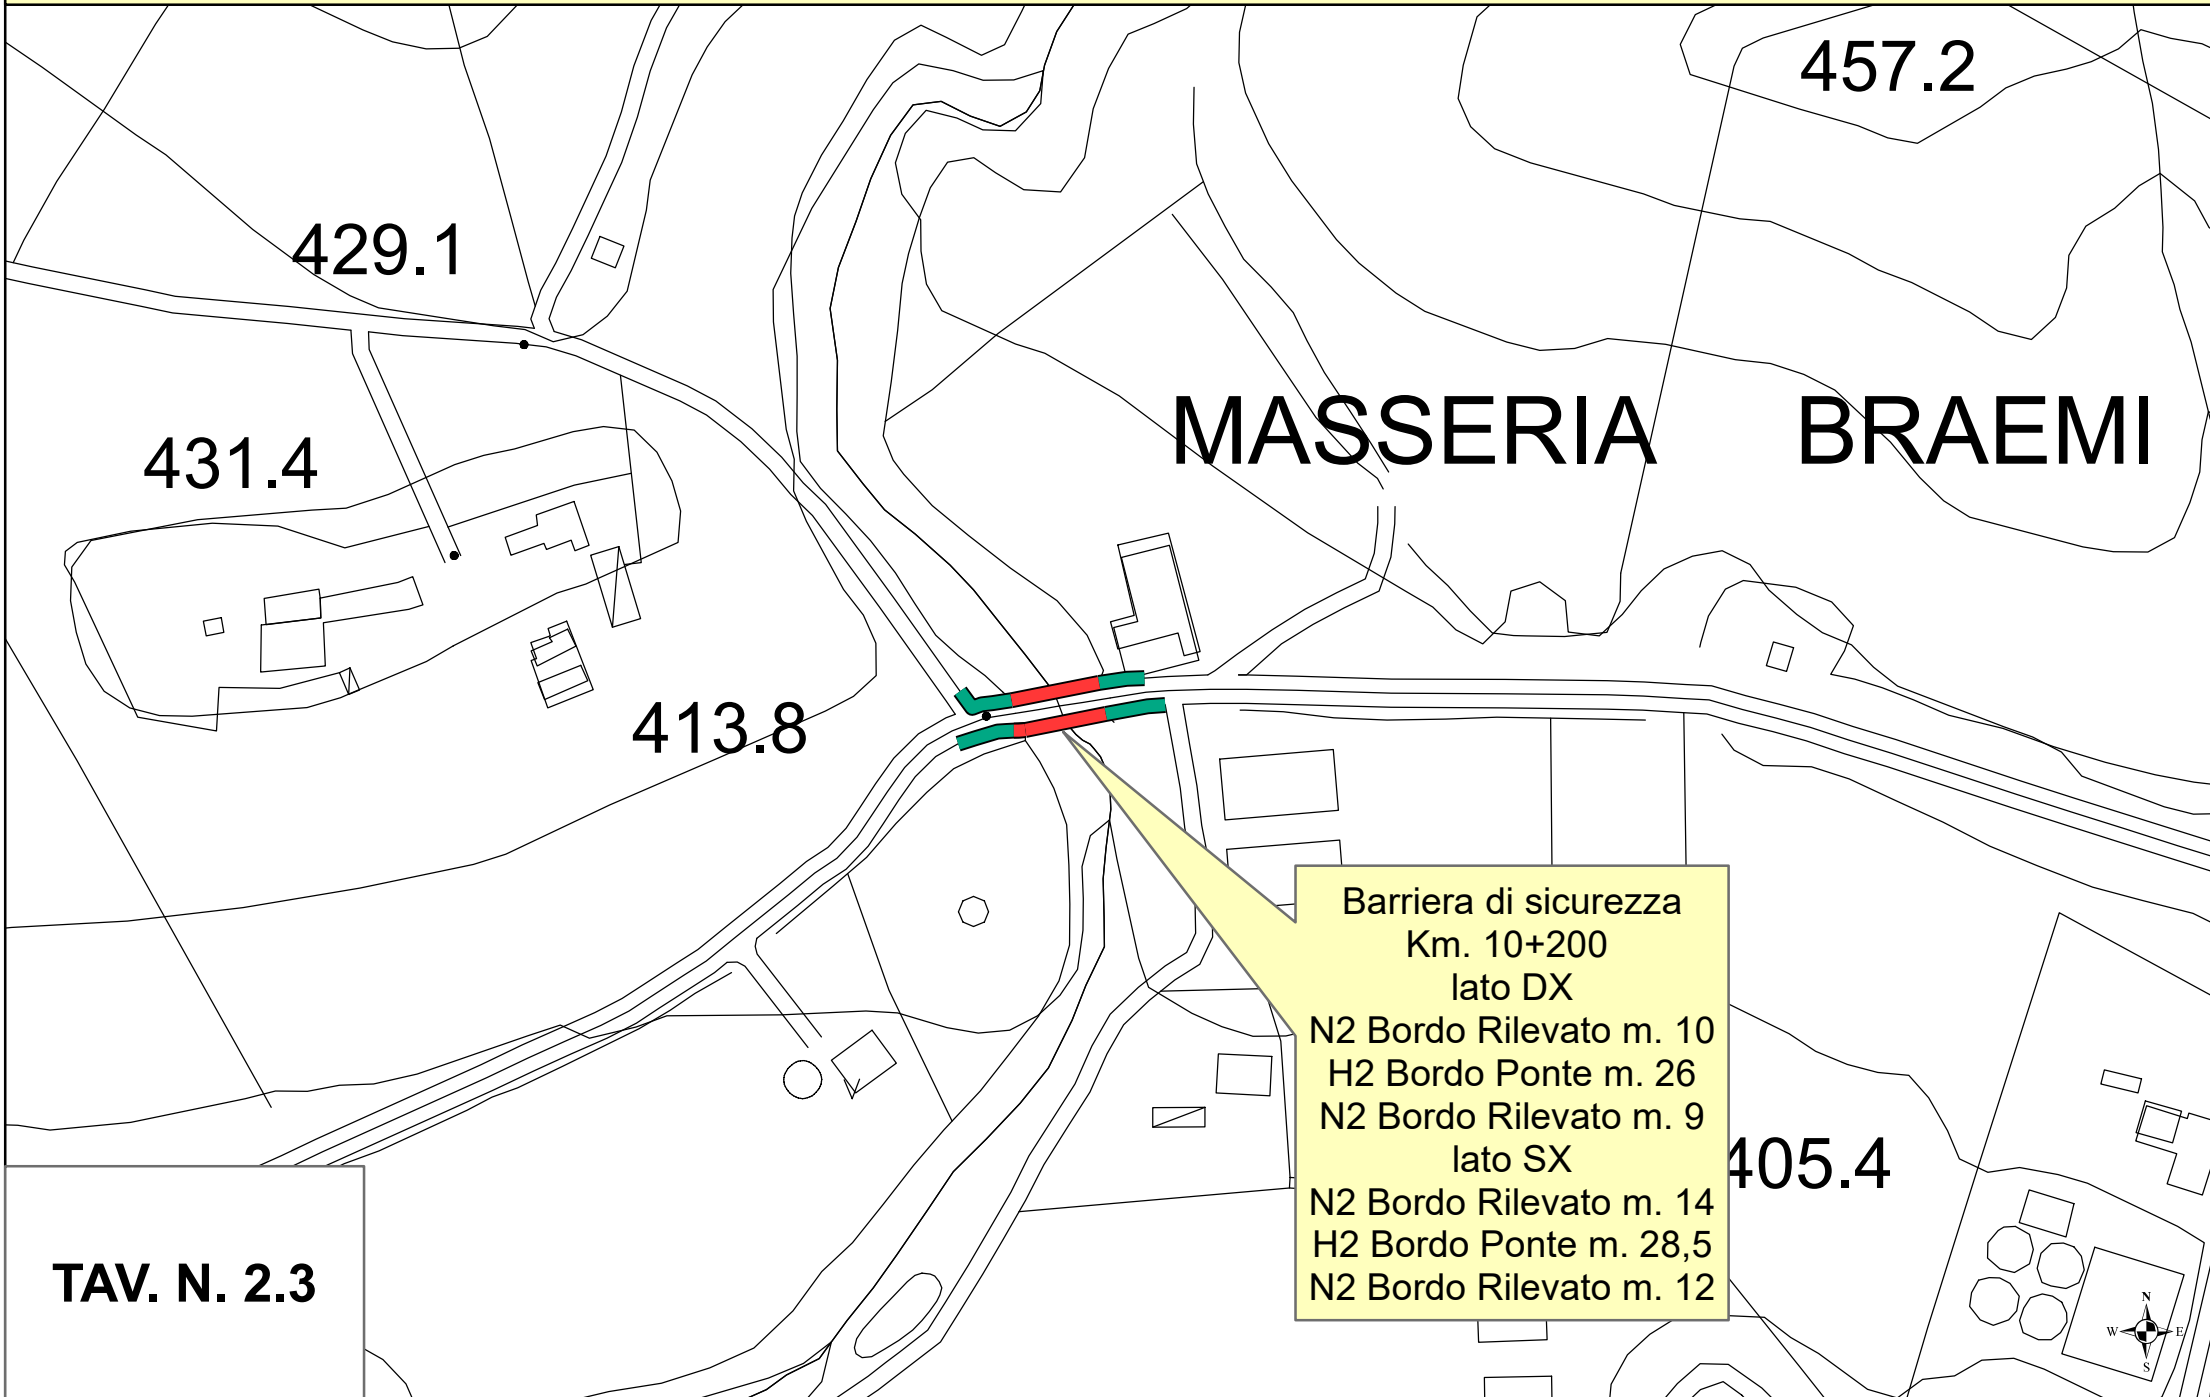 457.2
429.1
MASSERIA BRAEMI
431.4
413.8
Barriera di sicurezza
Km. 10+200
lato DX
N2 Bordo Rilevato m. 10
H2 Bordo Ponte m. 26
N2 Bordo Rilevato m. 9
lato SX
N2 Bordo Rilevato m. 14
H2 Bordo Ponte m. 28,5
N2 Bordo Rilevato m. 12
405.4
TAV. N. 2.3
N
W E
S